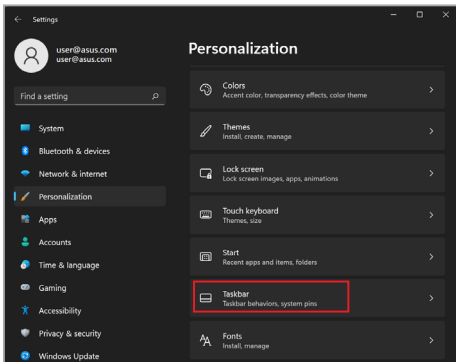 Settings
user@asus.com
user@asus.com
Find a setting
System
Bluetooth & devices
Network & internet
Personalization
Apps
Accounts
Time & language
Gaming
Accessibility
Privacy & security
Windows Update
Personalization
Colors
Accent color, transparency effects, color theme
Themes
Install, create, manage
Lock screen
Lock screen images, apps, animations
Touch keyboard
Themes, size
Start
Recent apps and items, folders
Taskbar
Taskbar behaviors, system pins
Fonts
Install, manage